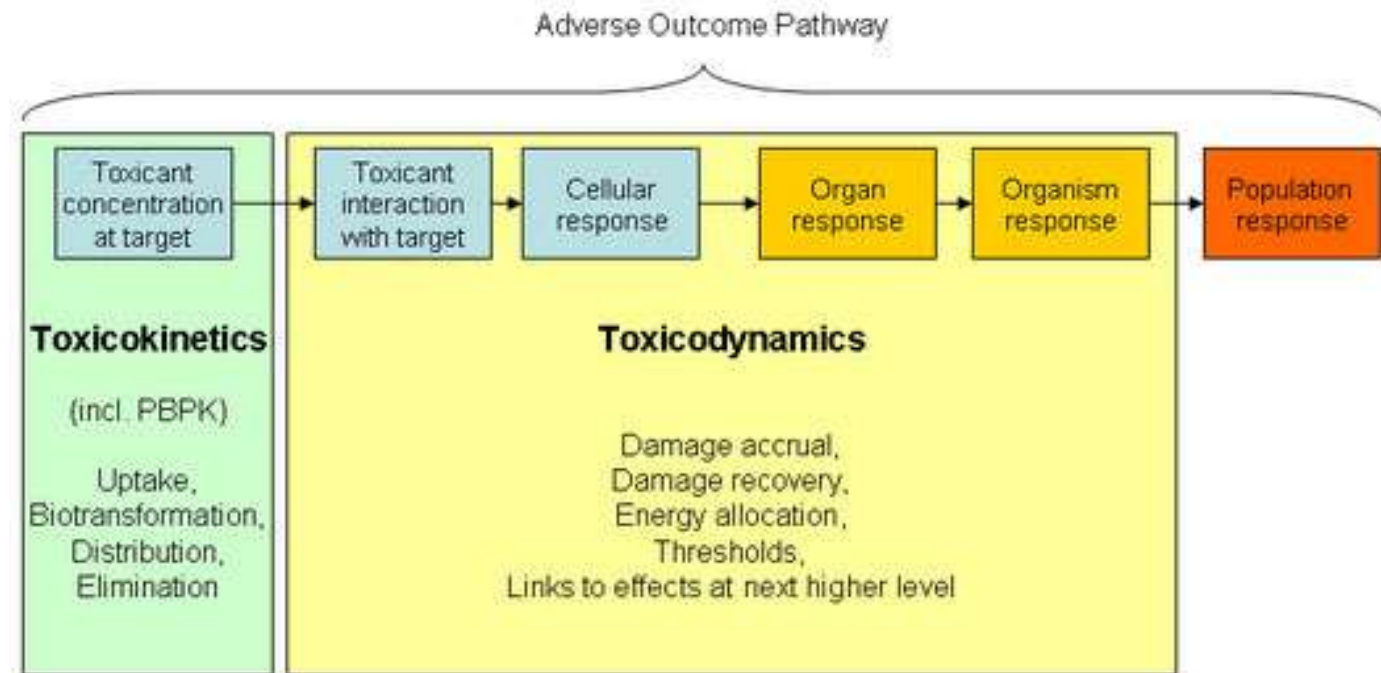 Adverse Outcome Pathway
Toxicant
concentration
at target
Toxicant
interaction
with target
Cellular
response
Organ
response
Organism
response
Population
response
Toxicokinetics
(incl. PBPK)
Uptake,
Biotransformation,
Distribution,
Elimination
Toxicodynamics
Damage accrual,
Damage recovery,
Energy allocation,
Thresholds,
Links to effects at next higher level